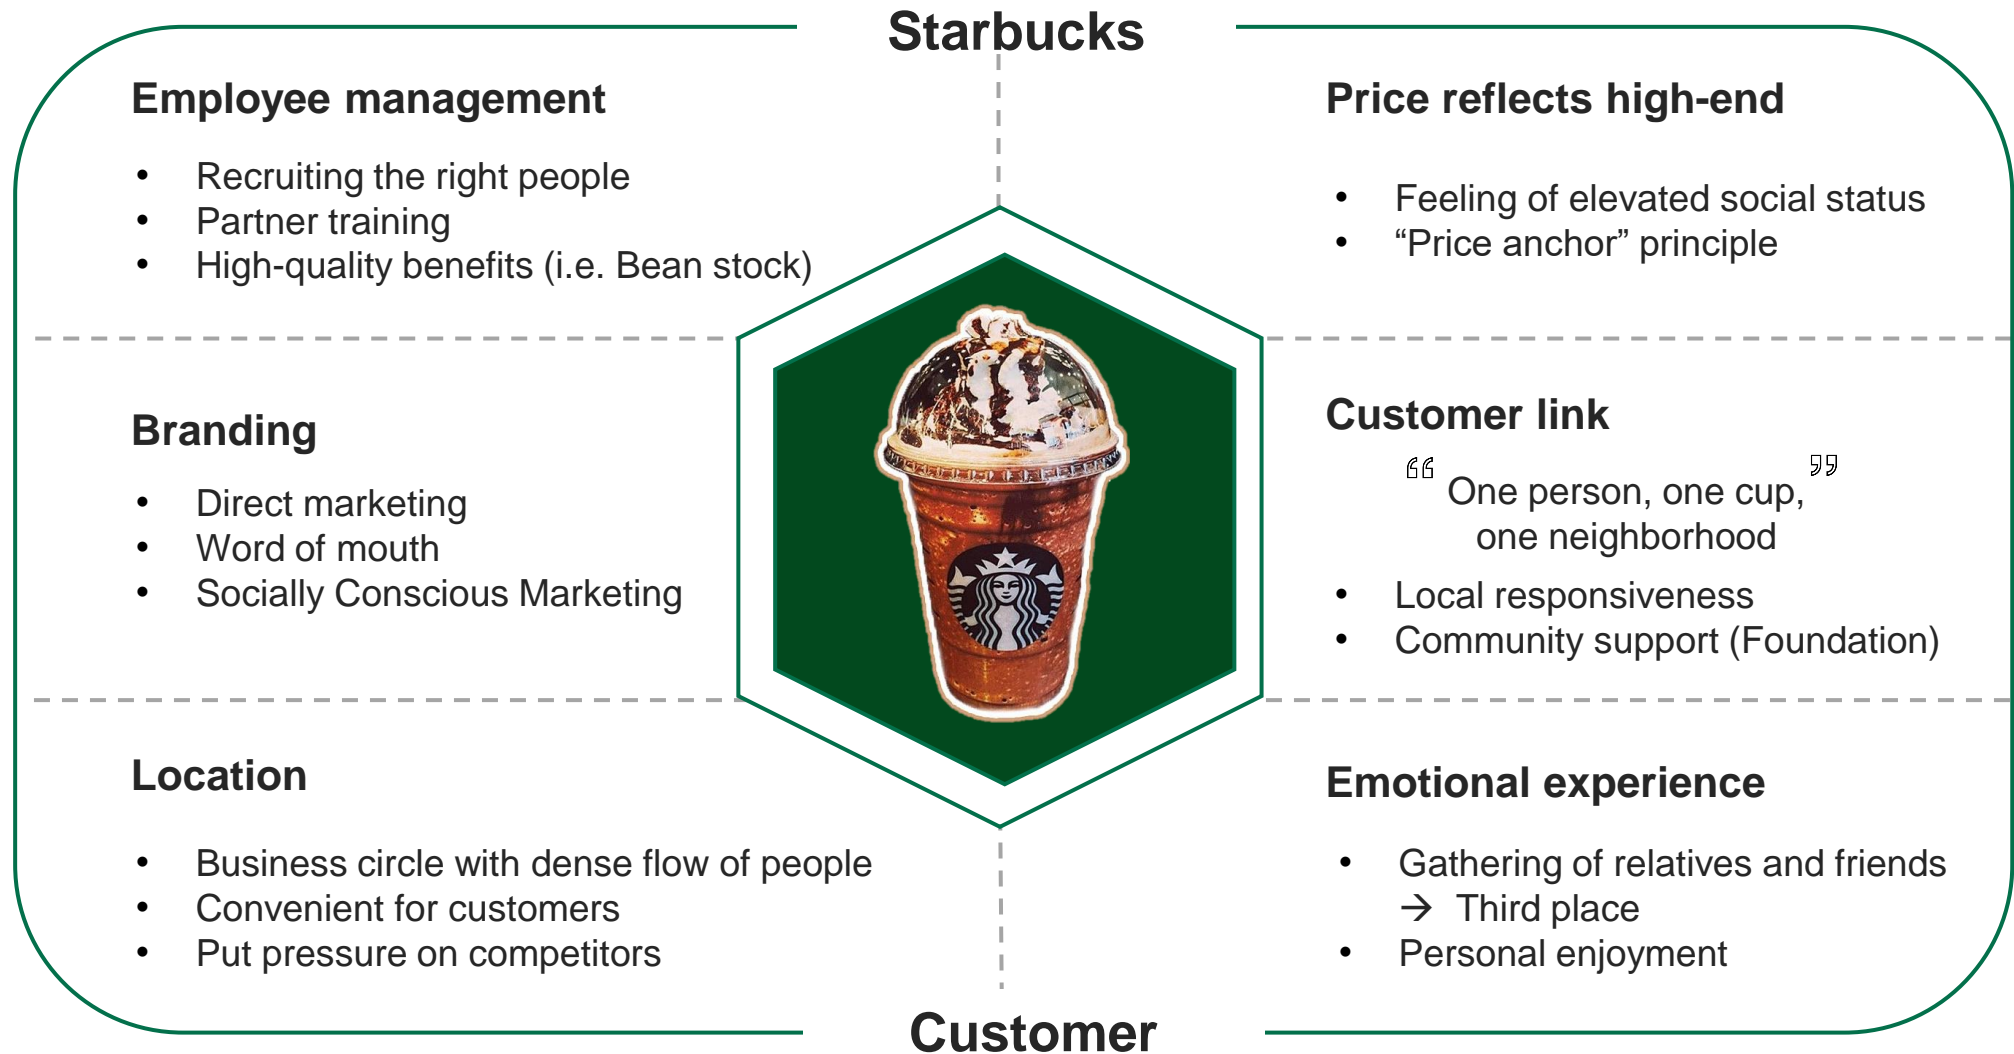 Starbucks
Employee management
• Recruiting the right people
• Partner training
• High-quality benefits (i.e. Bean stock)
Price reflects high-end
• Feeling of elevated social status
• “Price anchor” principle
Branding
• Direct marketing
• Word of mouth
• Socially Conscious Marketing
Customer link
“One person, one cup,”
one neighborhood
• Local responsiveness
• Community support (Foundation)
Location
• Business circle with dense flow of people
• Convenient for customers
• Put pressure on competitors
Emotional experience
• Gathering of relatives and friends
→ Third place
• Personal enjoyment
Customer